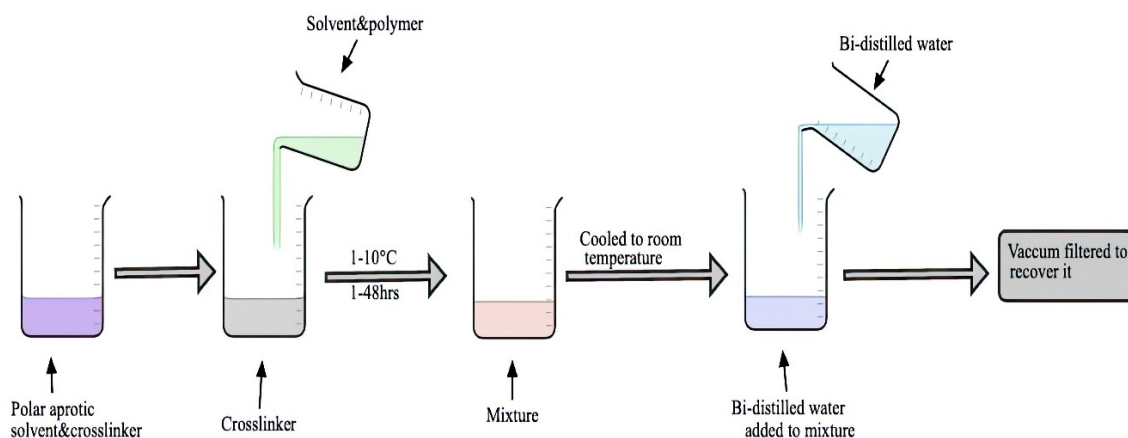 Solvent&polymer
Bi-distilled water
1-10°C
1-48hrs
Cooled to room
temperature
Vaccum filtered to
recover it
Polar aprotic
solvent&crosslinker
Crosslinker
Mixture
Bi-distilled water
added to mixture